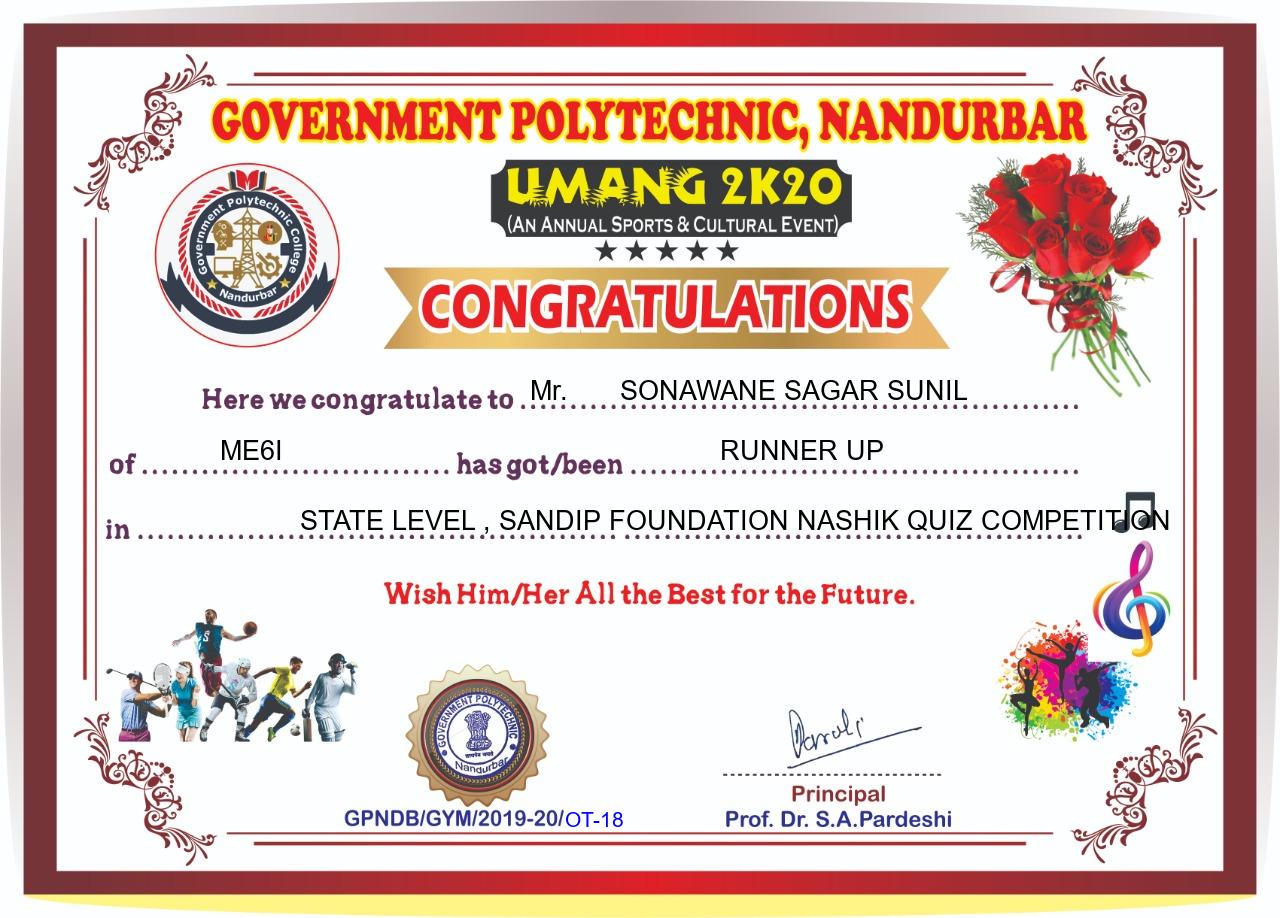 GOVERNMENT POLYTECHNIC, NANDURBAR
Government Polytechnic College
Nandurbar
UMANG 2K20
(AN ANNUAL SPORTS & CULTURAL EVENT)
CONGRATULATIONS
Here we congratulate to Mr. SONAWANE SAGAR SUNIL
of ME6I has got/been RUNNER UP
in STATE LEVEL , SANDIP FOUNDATION NASHIK QUIZ COMPETITION
Wish Him/Her All the Best for the Future.
S
GOVERNMENT POLYTECHNIC
सत्यमेव जयते
Nandurbar
Principal
GPNDB/GYM/2019-20/OT-18
Prof. Dr. S.A.Pardeshi